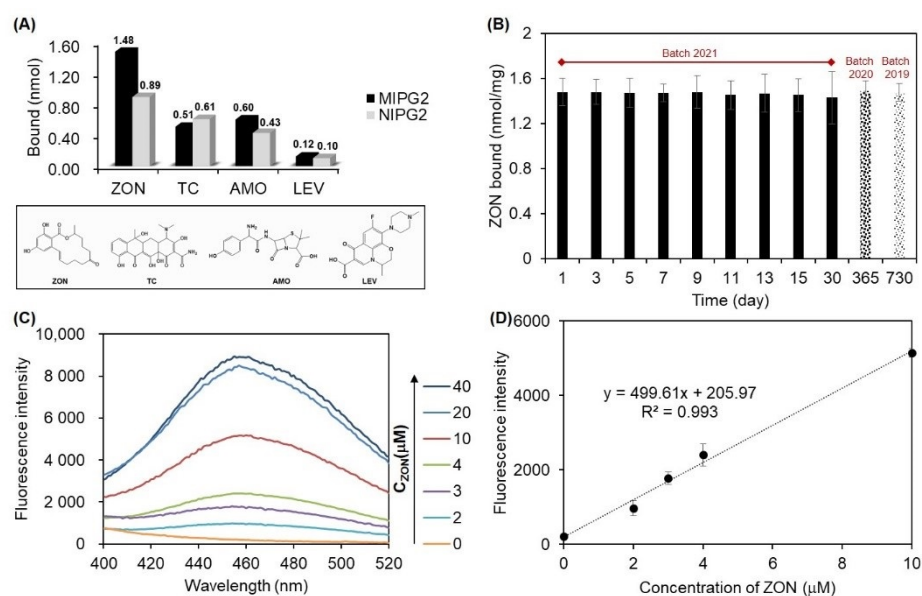 (A)
1.60
1.20
0.80
0.40
0.00
Bound (nmol)
1.48
0.89
0.51
0.61
0.60
0.43
0.12
0.10
MIPG2
NIPG2
ZON TC AMO LEV
ZON TC AMO LEV
(B)
2
1.6
1.2
0.8
0.4
0
ZON bound (nmol/mg)
Batch 2021
Batch
2020
Batch
2019
1 3 5 7 9 11 13 15 30 365 730
Time (day)
(C)
10,000
8 000
6 000
4 000
2 000
0
Fluorescence intensity
400 420 440 460 480 500 520
Wavelength (nm)
C_ZON(μM)
40
20
10
4
3
2
0
(D)
6000
4000
2000
0
Fluorescence intensity
y = 499.61x + 205.97
R² = 0.993
0 2 4 6 8 10
Concentration of ZON (μM)